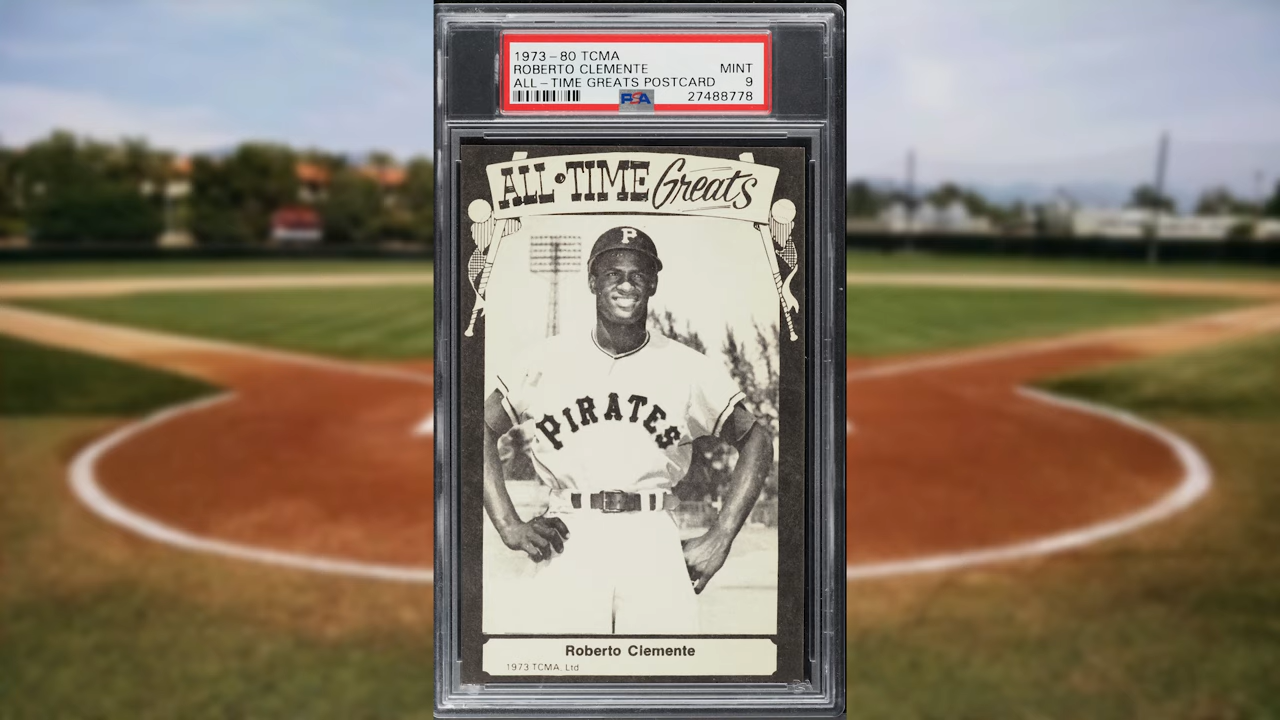 1973-80 TCMA
ROBERTO CLEMENTE MINT
ALL-TIME GREATS POSTCARD 9
PSA 27488778
ALL-TIME Greats
P
PIRATES
Roberto Clemente
1973 TCMA, Ltd